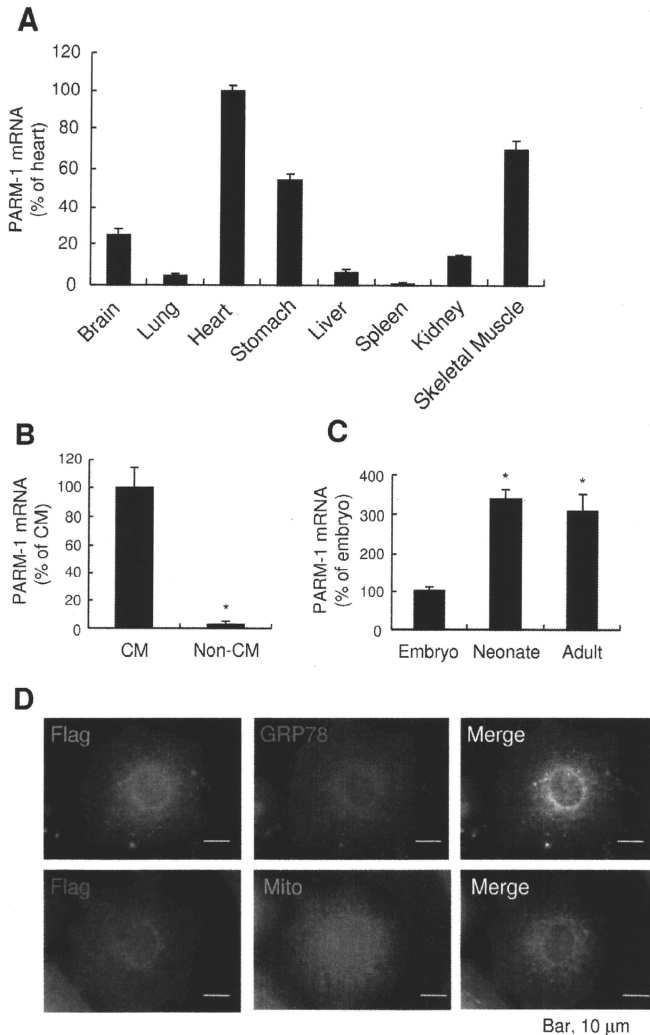 A
PARM-1 mRNA
(% of heart)
120
100
80
60
40
20
0
Brain
Lung
Heart
Stomach
Liver
Spleen
Kidney
Skeletal Muscle
B
PARM-1 mRNA
(% of CM)
120
100
80
60
40
20
0
*
CM Non-CM
C
PARM-1 mRNA
(% of embryo)
400
300
200
100
0
* *
Embryo Neonate Adult
D
Flag GRP78 Merge
Flag Mito Merge
Bar, 10 μm